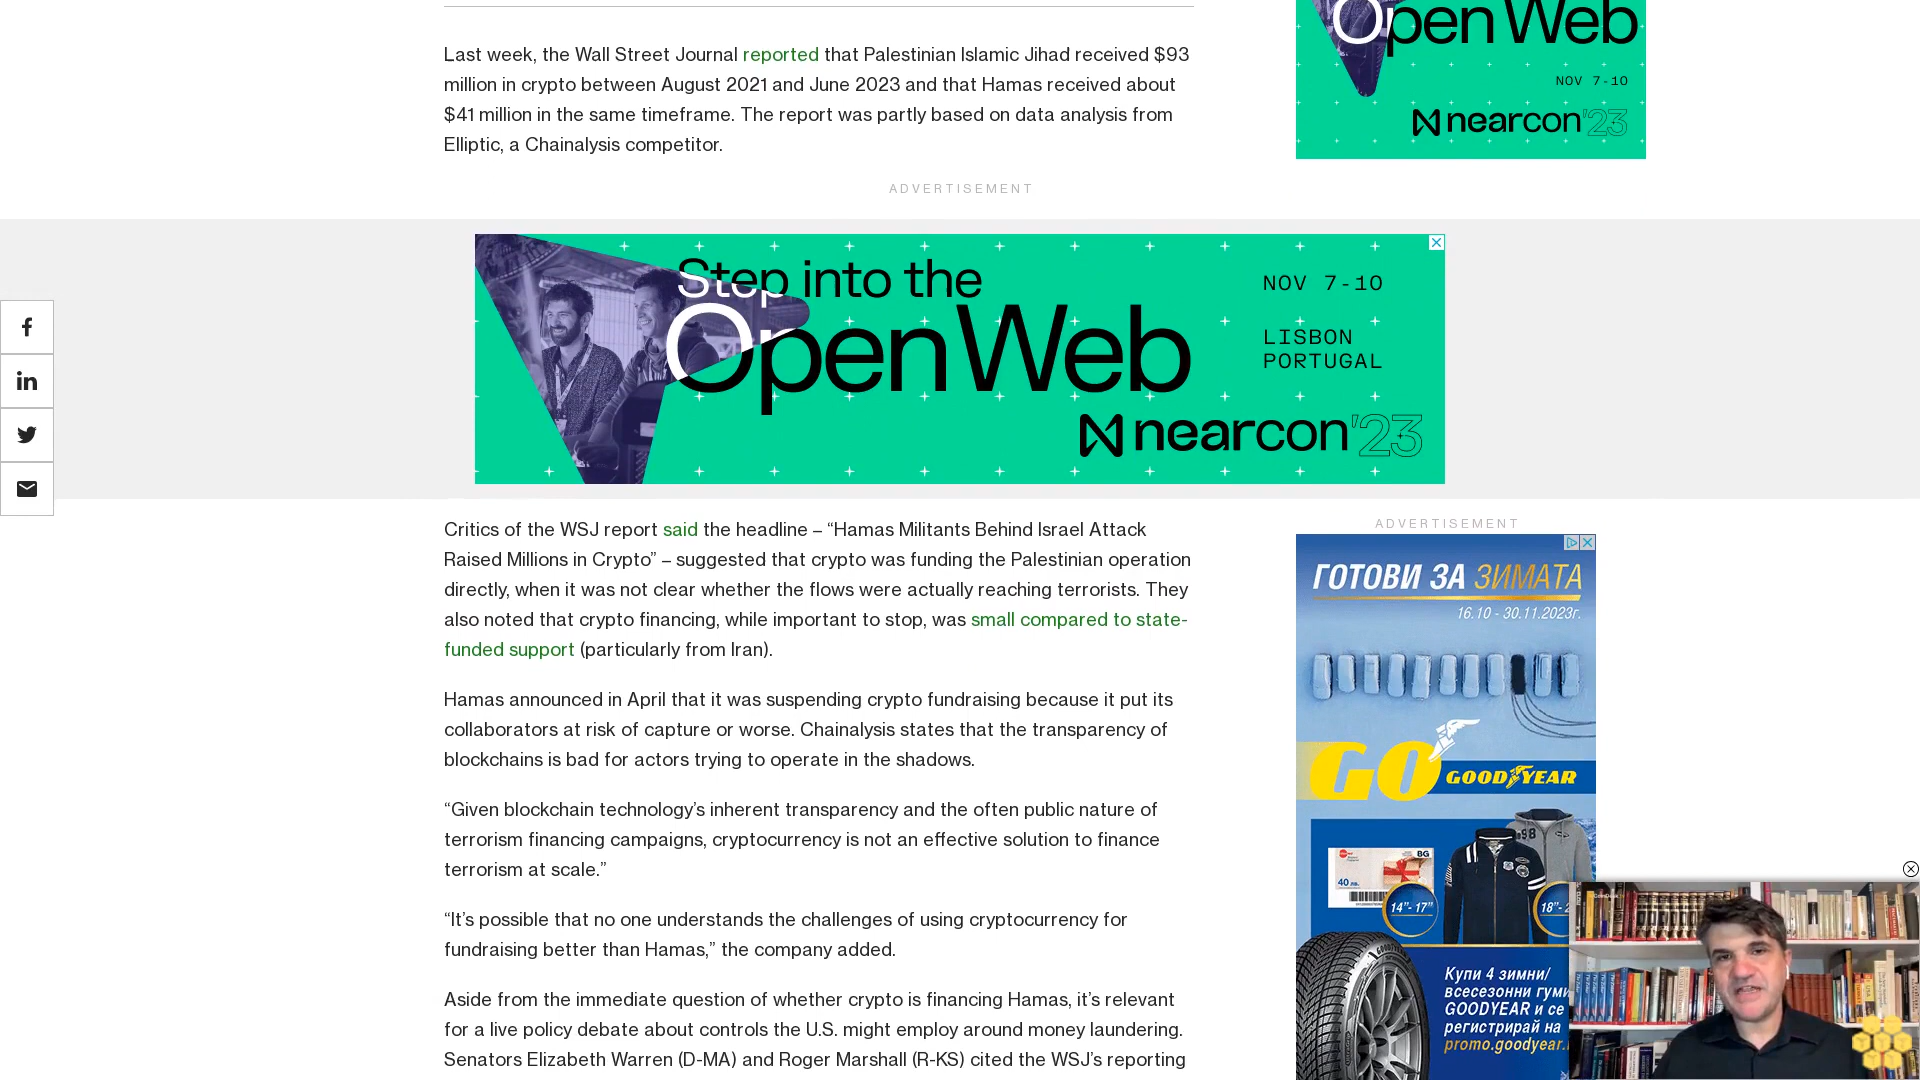 Last week, the Wall Street Journal reported that Palestinian Islamic Jihad received $93
million in crypto between August 2021 and June 2023 and that Hamas received about
$41 million in the same timeframe. The report was partly based on data analysis from
Elliptic, a Chainalysis competitor.
Open Web
NOV 7-10
nearcon'23
ADVERTISEMENT
Step into the
Open Web
NOV 7-10
LISBON
PORTUGAL
nearcon'23
Critics of the WSJ report said the headline – “Hamas Militants Behind Israel Attack
Raised Millions in Crypto” – suggested that crypto was funding the Palestinian operation
directly, when it was not clear whether the flows were actually reaching terrorists. They
also noted that crypto financing, while important to stop, was small compared to state-
funded support (particularly from Iran).
Hamas announced in April that it was suspending crypto fundraising because it put its
collaborators at risk of capture or worse. Chainalysis states that the transparency of
blockchains is bad for actors trying to operate in the shadows.
“Given blockchain technology’s inherent transparency and the often public nature of
terrorism financing campaigns, cryptocurrency is not an effective solution to finance
terrorism at scale.”
“It’s possible that no one understands the challenges of using cryptocurrency for
fundraising better than Hamas,” the company added.
Aside from the immediate question of whether crypto is financing Hamas, it’s relevant
for a live policy debate about controls the U.S. might employ around money laundering.
Senators Elizabeth Warren (D-MA) and Roger Marshall (R-KS) cited the WSJ’s reporting
ADVERTISEMENT
ГОТОВИ ЗА ЗИМАТА
16.10 - 30.11.2023г.
GO GOODYEAR
98
BG
40 лв.
14”- 17”
18”- 2
Купи 4 зимни/
всесезонни гуми
GOODYEAR и се
регистрирай на
promo.goodyear.